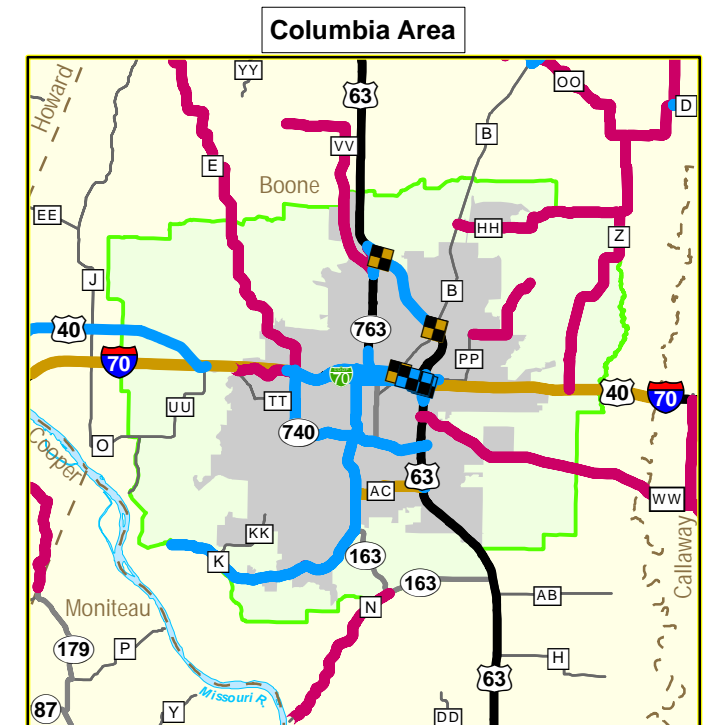 Columbia Area
Howard
YY
63
OO
D
B
VV
E
Boone
EE
HH
Z
J
B
40
763
70
PP
70
40
70
TT
UU
740
O
Cooper
63
AC
WW
KK
163
K
163
Callaway
AB
Moniteau
N
179
P
H
63
Missouri R.
87
Y
DD